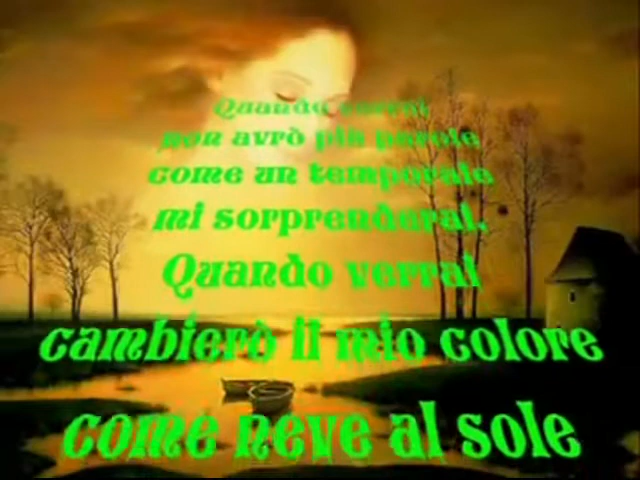 Quando verrai
non avrò più parole
come un temporale
mi sorprenderai.
Quando verrai
cambierò il mio colore
come neve al sole